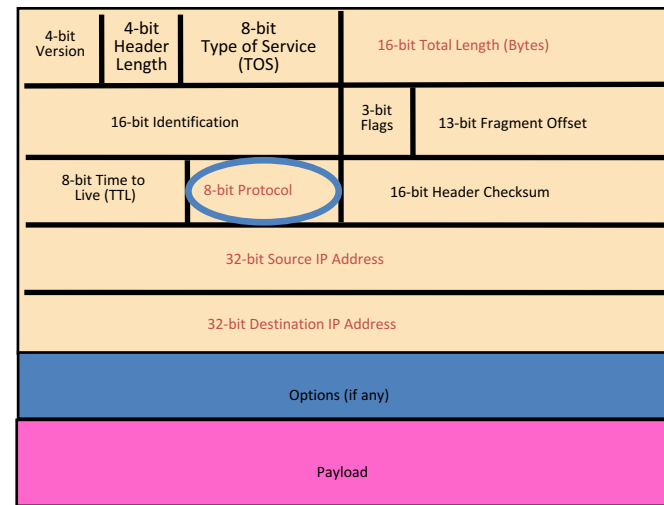 4-bit
Version
4-bit
Header
Length
8-bit
Type of Service
(TOS)
16-bit Total Length (Bytes)
16-bit Identification
3-bit
Flags
13-bit Fragment Offset
8-bit Time to
Live (TTL)
8-bit Protocol
16-bit Header Checksum
32-bit Source IP Address
32-bit Destination IP Address
Options (if any)
Payload